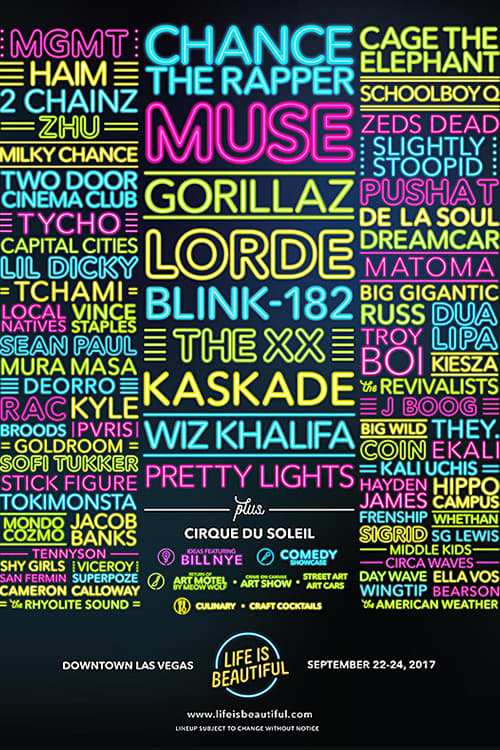 MGMT
HAIM
2 CHAINZ
ZHU
MILKY CHANCE
TWO DOOR
CINEMA CLUB
TYCHO
CAPITAL CITIES
LIL DICKY
TCHAMI
LOCAL NATIVES
VINCE STAPLES
SEAN PAUL
MURA MASA
DEORRO
RAC KYLE
BROODS |PVRIS|
GOLDROOM
SOFI TUKKER
STICK FIGURE
TOKIMONSTA
MONDO COZMO
JACOB BANKS
TENNYSON
SHY GIRLS VICEROY
SAN FERMIN SUPERPOZE
CAMERON CALLOWAY
the RHYOLITE SOUND
CHANCE
THE RAPPER
MUSE
GORILLAZ
LORDE
BLINK-182
THE XX
KASKADE
WIZ KHALIFA
PRETTY LIGHTS
plus
CIRQUE DU SOLEIL
IDEAS FEATURING
BILL NYE
COMEDY
SHOWCASE
RETURN OF
ART MOTEL
BY MEOW WOLF
CRIME ON CANVAS
ART SHOW
STREET ART
ART CARS
CULINARY • CRAFT COCKTAILS
CAGE THE
ELEPHANT
SCHOOLBOY Q
ZEDS DEAD
SLIGHTLY
STOOPID
PUSHA T
DE LA SOUL
DREAMCAR
MATOMA
BIG GIGANTIC
RUSS
DUA LIPA
TROY BOI
KIESZA
the REVIVALISTS
J BOOG
BIG WILD THEY.
COIN EKALI
KALI UCHIS
HAYDEN JAMES
HIPPO CAMPUS
FRENSHIP WHETHAN
SIGRID SG LEWIS
MIDDLE KIDS
CIRCA WAVES
DAY WAVE ELLA VOS
WINGTIP BEARSON
the AMERICAN WEATHER
DOWNTOWN LAS VEGAS
LIFE IS
BEAUTIFUL
SEPTEMBER 22-24, 2017
www.lifeisbeautiful.com
LINEUP SUBJECT TO CHANGE WITHOUT NOTICE